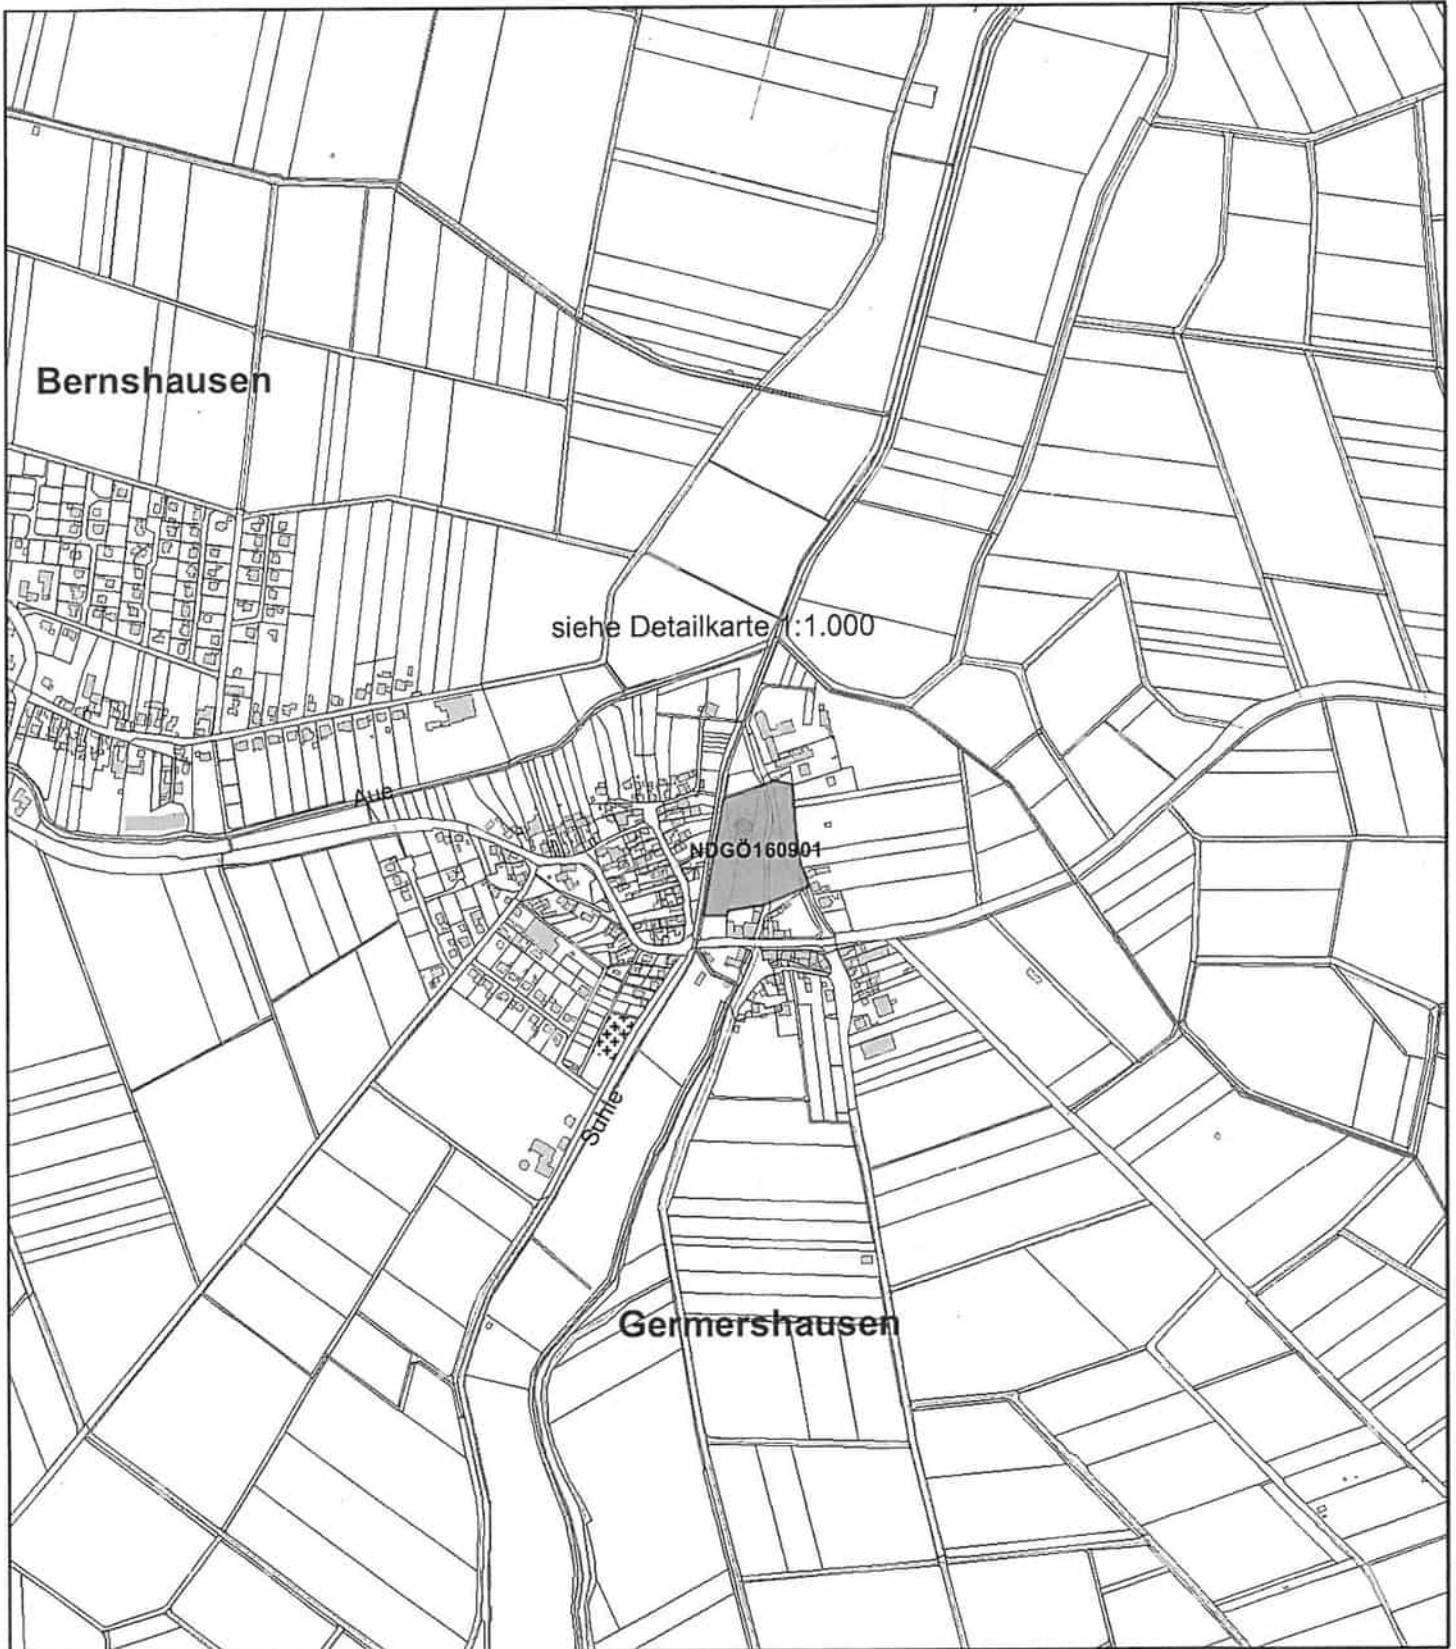 Bernshausen
siehe Detailkarte 1:1.000
Aue
NDGÖ160901
Suhle
Germershausen